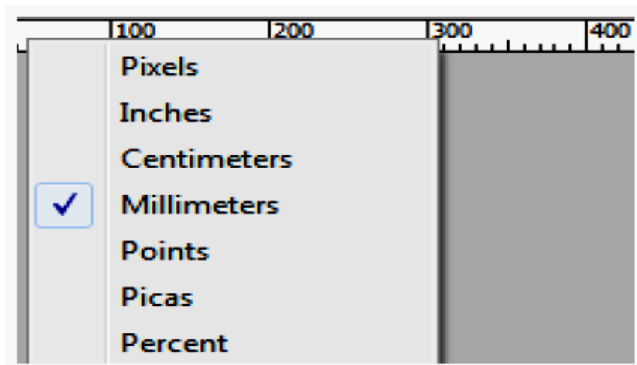 100 200 300 400
Pixels
Inches
Centimeters
Millimeters
Points
Picas
Percent